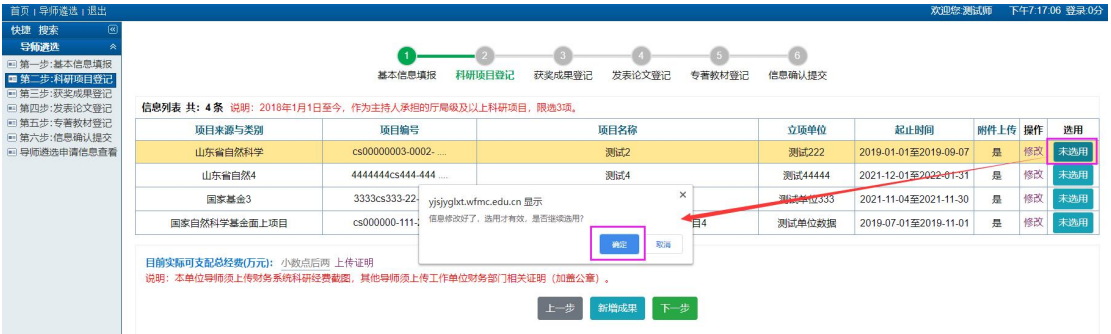 首页 | 导师遴选 | 退出
欢迎您:测试师 下午7:17:06 登录:0分
快捷 搜索
导师遴选
第一步:基本信息填报
第二步:科研项目登记
第三步:获奖成果登记
第四步:发表论文登记
第五步:专著教材登记
第六步:信息确认提交
导师遴选申请信息查看
1 2 3 4 5 6
基本信息填报 科研项目登记 获奖成果登记 发表论文登记 专著教材登记 信息确认提交
信息列表 共: 4 条 说明: 2018年1月1日至今, 作为主持人承担的厅局级及以上科研项目, 限选3项。
项目来源与类别 项目编号 项目名称 立项单位 起止时间 附件上传 操作 选用
山东省自然科学 cs00000003-0002- .... 测试2 测试222 2019-01-01至2019-09-07 是 修改 未选用
山东省自然4 4444444cs444-444 .... 测试4 测试44444 2021-12-01至2022-01-31 是 修改 未选用
国家基金3 3333cs333-22- 测试单位333 2021-11-04至2021-11-30 是 修改 未选用
国家自然科学基金面上项目 cs000000-111- 目4 测试单位数据 2019-07-01至2019-11-01 是 修改 未选用
yjsjyglxt.wfmc.edu.cn 显示
信息修改好了, 选用才有效, 是否继续选用?
确定 取消
目前实际可支配总经费(万元): 小数点后两 上传证明
说明: 本单位导师须上传财务系统科研经费截图, 其他导师须上传工作单位财务部门相关证明 (加盖公章) 。
上一步 新增成果 下一步